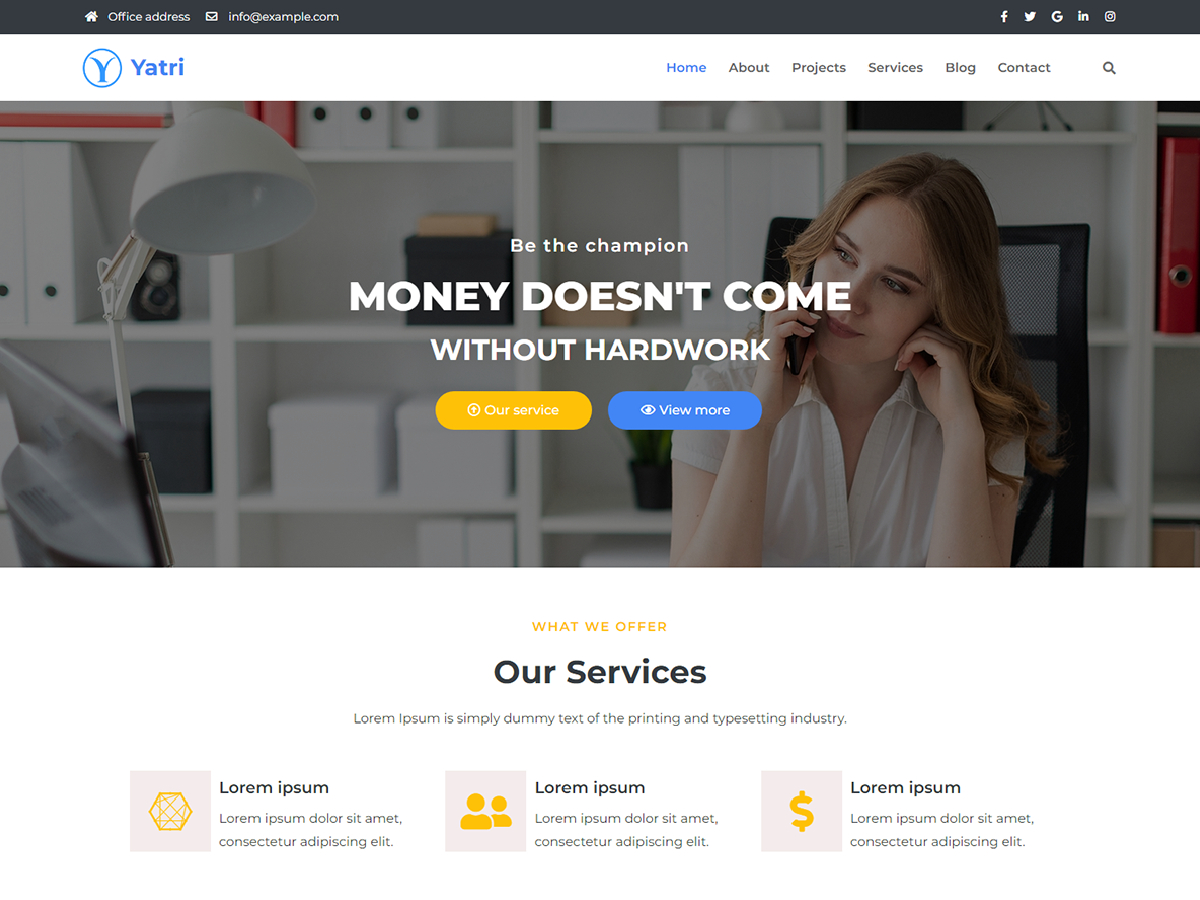 Office address info@example.com
Yatri
Home About Projects Services Blog Contact
Be the champion
MONEY DOESN'T COME
WITHOUT HARDWORK
Our service View more
WHAT WE OFFER
Our Services
Lorem Ipsum is simply dummy text of the printing and typesetting industry.
Lorem ipsum
Lorem ipsum dolor sit amet,
consectetur adipiscing elit.
Lorem ipsum
Lorem ipsum dolor sit amet,
consectetur adipiscing elit.
Lorem ipsum
Lorem ipsum dolor sit amet,
consectetur adipiscing elit.